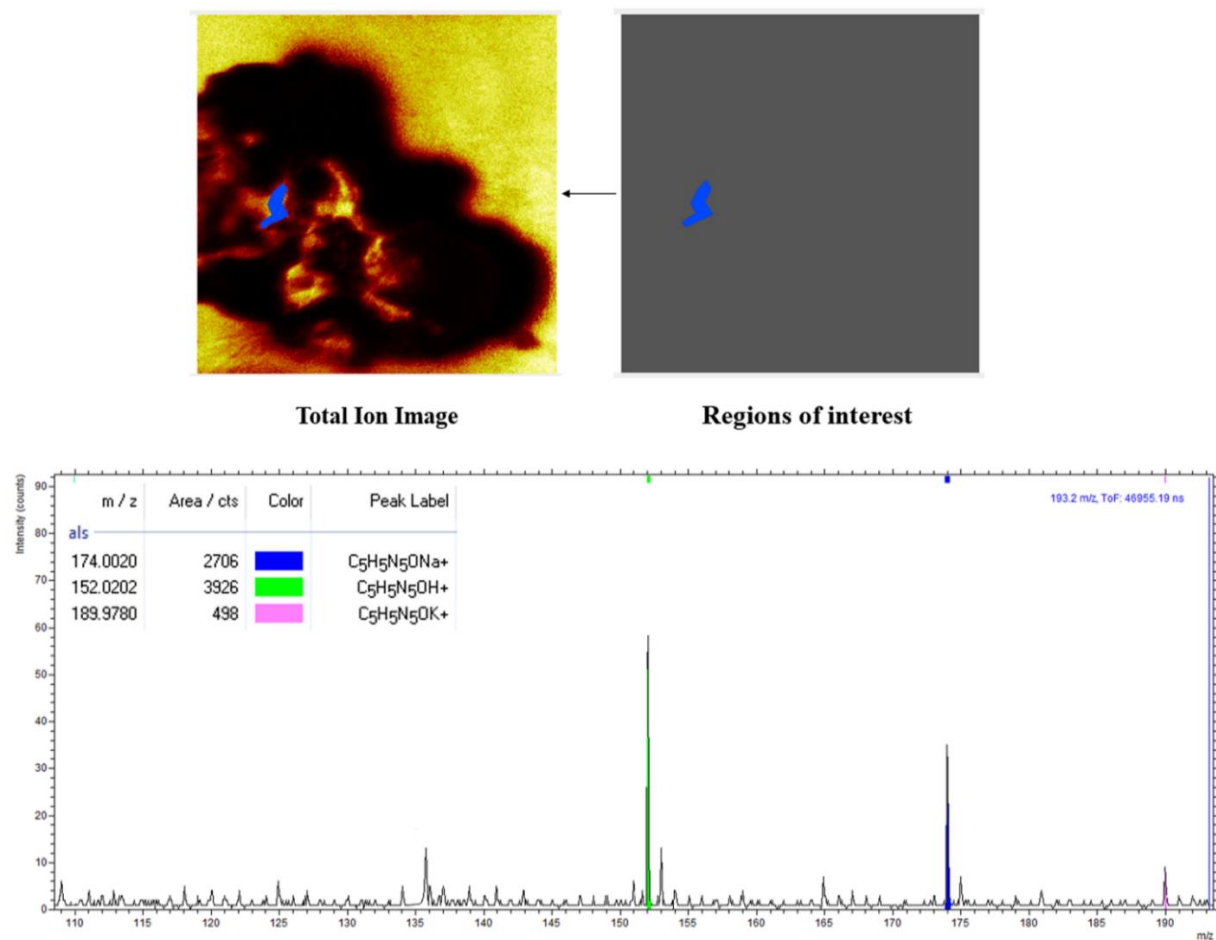 Total Ion Image
Regions of interest
Intensity (counts)
90
80
70
60
50
40
30
20
10
0
m / z Area / cts Color Peak Label
als
174.0020 2706 C5H5N5ONa+
152.0202 3926 C5H5N5OH+
189.9780 498 C5H5N5OK+
193.2 m/z, ToF: 46955.19 ns
110 115 120 125 130 135 140 145 150 155 160 165 170 175 180 185 190
m/z